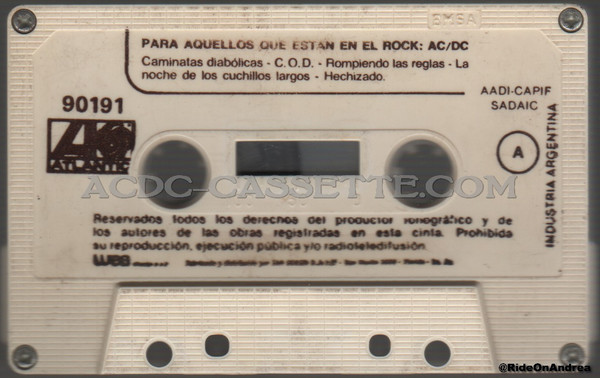 EMSA
PARA AQUELLOS QUE ESTAN EN EL ROCK: AC/DC
Caminatas diabólicas - C.O.D. - Rompiendo las reglas - La
noche de los cuchillos largos - Hechizado.
90191
AADI-CAPIF
SADAIC
ATLANTIC
A
INDUSTRIA ARGENTINA
ACDC-CASSETTE.COM
Reservados todos los derechos del productor fonográfico y de
los autores de las obras registradas en esta cinta. Prohibida
su reproducción, ejecución pública y/o radioteledifusión.
wea
©RideOnAndrea